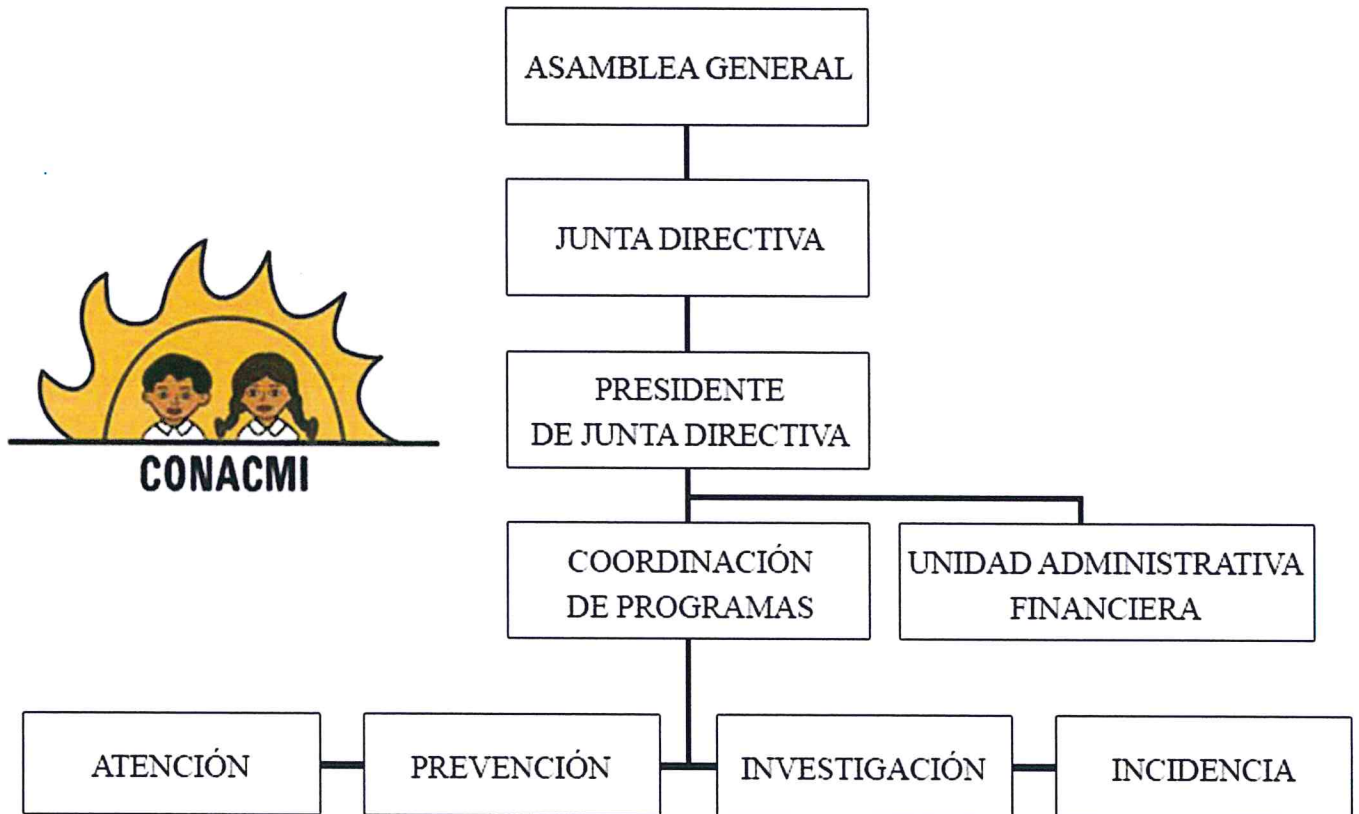 ASAMBLEA GENERAL
JUNTA DIRECTIVA
CONACMI
PRESIDENTE
DE JUNTA DIRECTIVA
COORDINACIÓN
DE PROGRAMAS
UNIDAD ADMINISTRATIVA
FINANCIERA
ATENCIÓN
PREVENCIÓN
INVESTIGACIÓN
INCIDENCIA